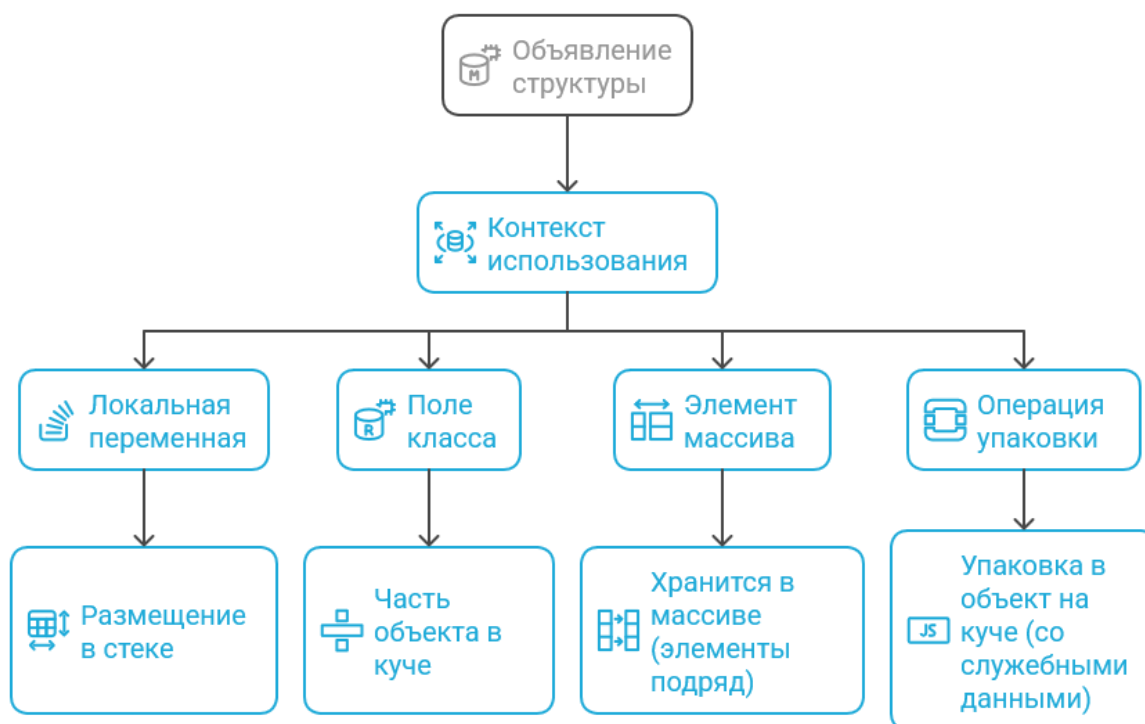 Объявление
структуры
M
Контекст
использования
Локальная
переменная
Поле
класса
R
Элемент
массива
Операция
упаковки
Размещение
в стеке
Часть
объекта в
куче
Хранится в
массиве
(элементы
подряд)
Упаковка в
объект на
куче (со
служебными
данными)
JS